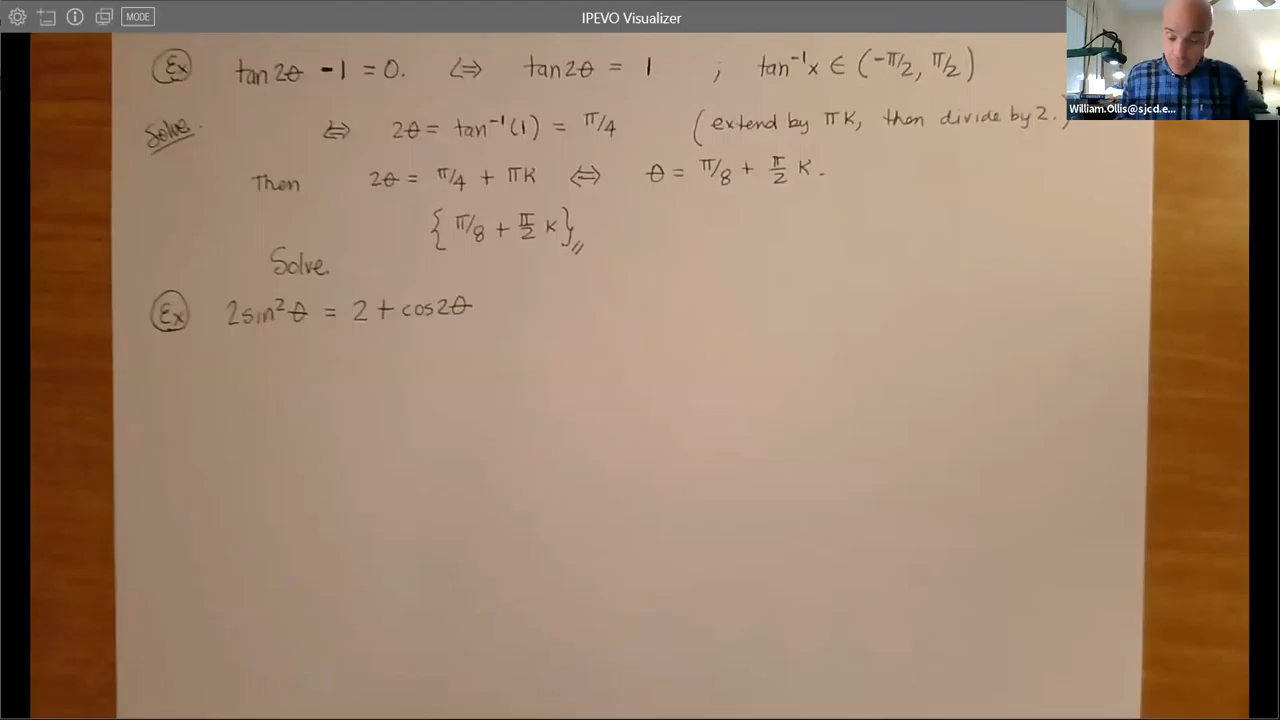 MODE
IPEVO Visualizer
William.Ollis@sjcd.e...
Ex tan2θ -1 = 0. ⇔ tan2θ = 1 ; tan⁻¹x ∈ (-π/2, π/2)
Solve. ⇔ 2θ = tan⁻¹(1) = π/4 (extend by πK, then divide by 2.)
Then 2θ = π/4 + πK ⇔ θ = π/8 + π/2 K.
{π/8 + π/2 K}//
Solve.
Ex 2sin²θ = 2 + cos2θ